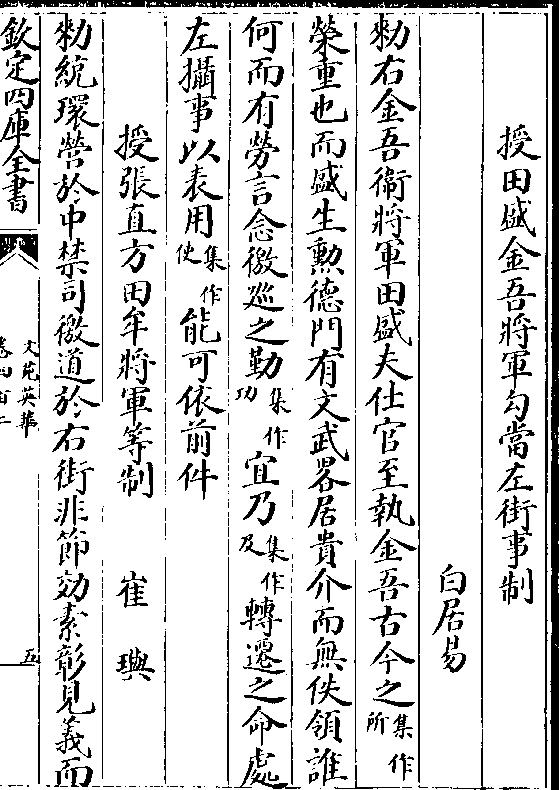 授田盛金吾將軍勾當左街事制
白居易
勅右金吾衛將軍田盛夫仕官至執金吾古今之集作所
榮重也而盛生勲德門有文武畧居貴介而無佚領誰
何而有勞言念徼廵之勤集作功宜乃集作及轉遷之命處
左攝事以表用集作使能可依前件
授張直方田牟將軍等制 崔璵
勅統環營於中禁司徼道於右街非節効素彰見義而
欽定四庫全書
文苑英華
卷四百二
五